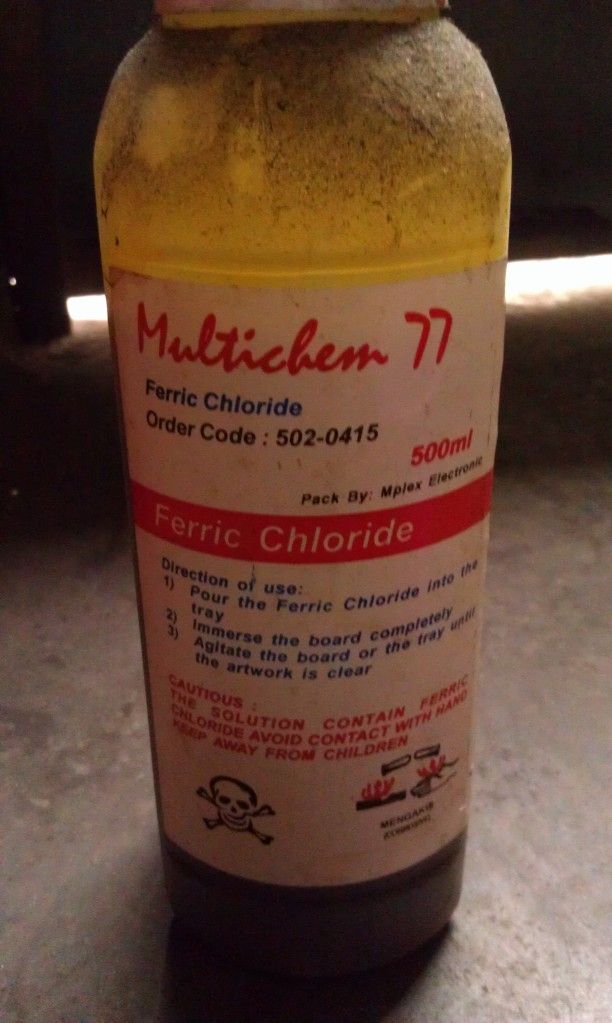 Multichem 77
Ferric Chloride
Order Code : 502-0415
500ml
Pack By: Mplex Electronic
Ferric Chloride
Direction of use:
1) Pour the Ferric Chloride into the
tray
2) Immerse the board completely
3) Agitate the board or the tray until
the artwork is clear
CAUTIOUS :
THE SOLUTION CONTAIN FERRIC
CHLORIDE AVOID CONTACT WITH HAND
KEEP AWAY FROM CHILDREN
MENGAKIS